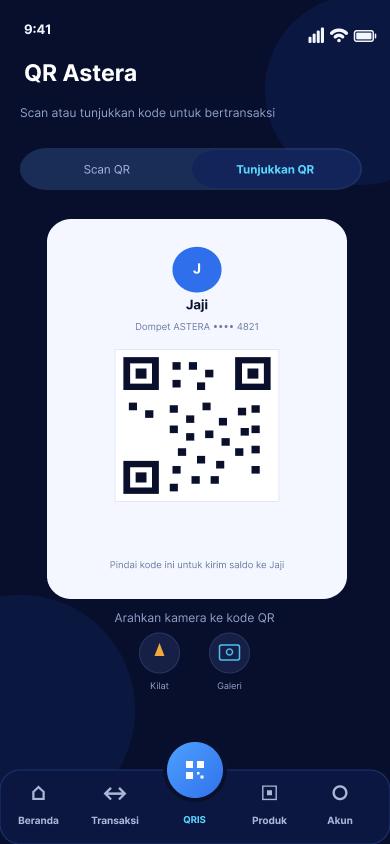 9:41
QR Astera
Scan atau tunjukkan kode untuk bertransaksi
Scan QR
Tunjukkan QR
J
Jaji
Dompet ASTERA •••• 4821
Pindai kode ini untuk kirim saldo ke Jaji
Arahkan kamera ke kode QR
Kilat
Galeri
Beranda
Transaksi
QRIS
Produk
Akun